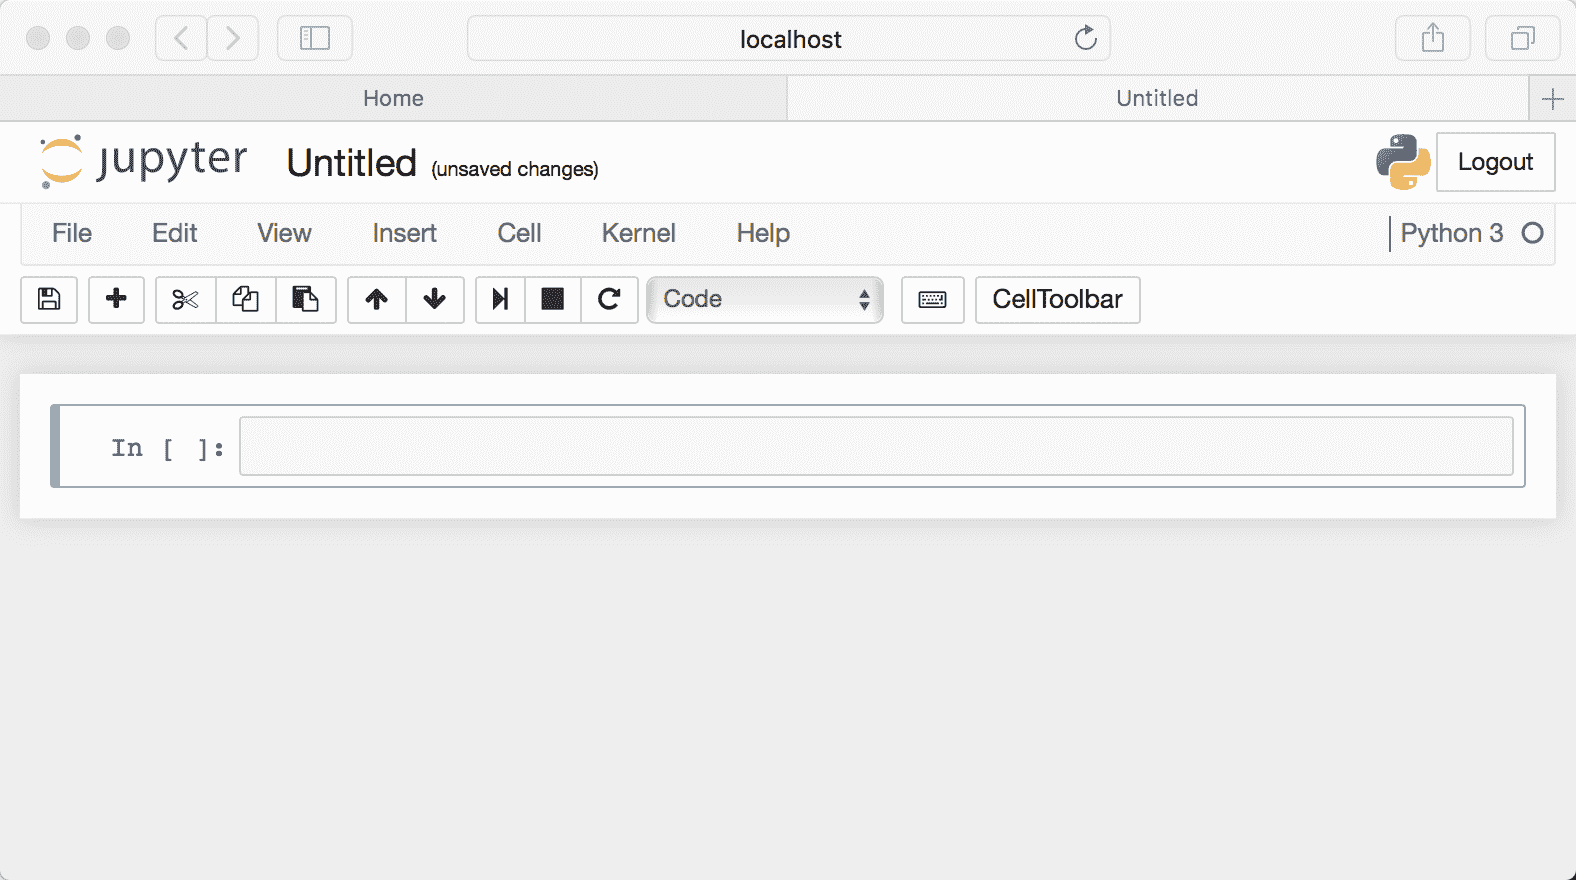 localhost
Home Untitled
jupyter Untitled (unsaved changes) Logout
File Edit View Insert Cell Kernel Help Python 3
Code CellToolbar
In [ ]: